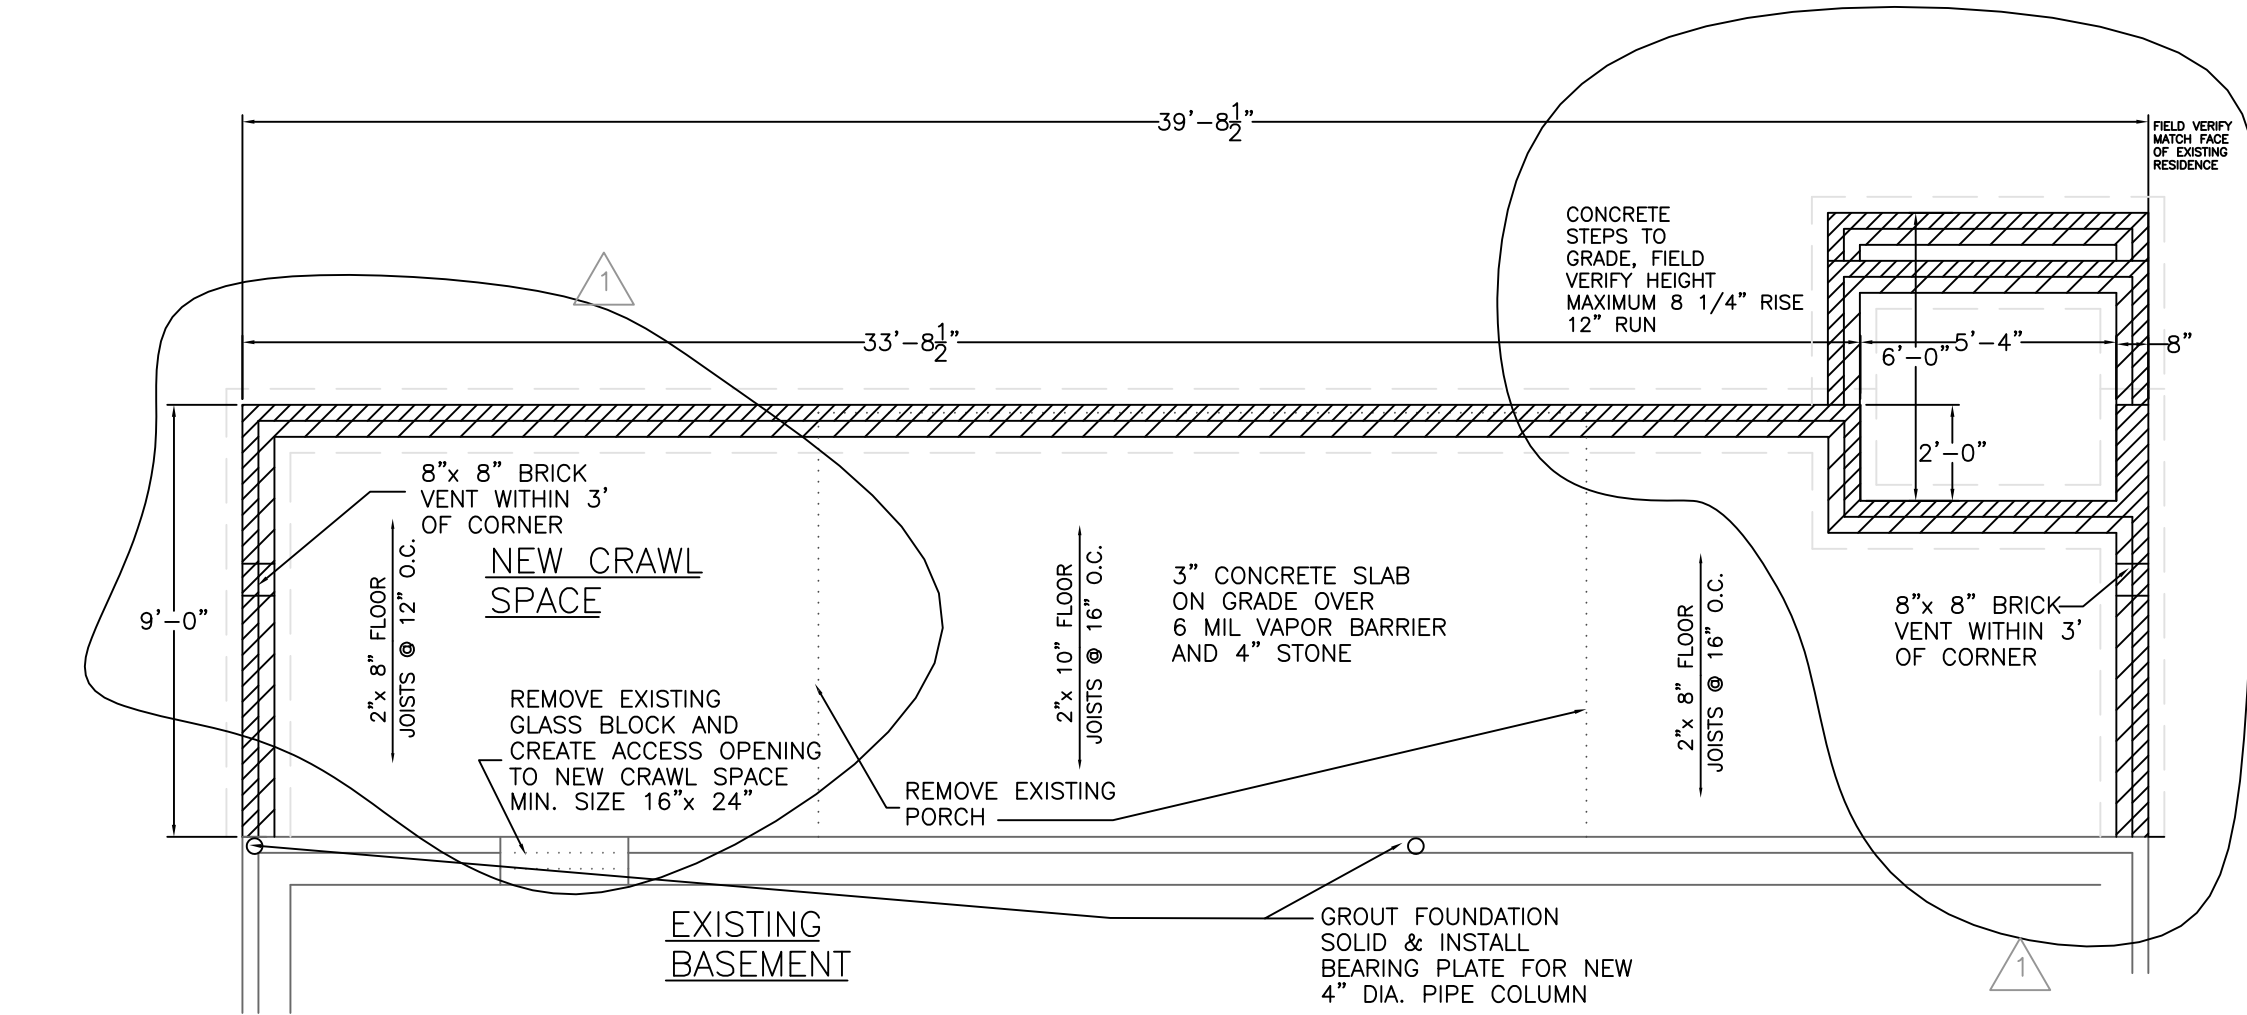 39'-8 1/2"
FIELD VERIFY
MATCH FACE
OF EXISTING
RESIDENCE
CONCRETE
STEPS TO
GRADE, FIELD
VERIFY HEIGHT
MAXIMUM 8 1/4" RISE
12" RUN
1
33'-8 1/2"
6'-0"
5'-4"
8"
2'-0"
8"x 8" BRICK
VENT WITHIN 3'
OF CORNER
NEW CRAWL
SPACE
9'-0"
2"x 8" FLOOR
JOISTS @ 12" O.C.
2"x 10" FLOOR
JOISTS @ 16" O.C.
3" CONCRETE SLAB
ON GRADE OVER
6 MIL VAPOR BARRIER
AND 4" STONE
2"x 8" FLOOR
JOISTS @ 16" O.C.
8"x 8" BRICK
VENT WITHIN 3'
OF CORNER
REMOVE EXISTING
GLASS BLOCK AND
CREATE ACCESS OPENING
TO NEW CRAWL SPACE
MIN. SIZE 16"x 24"
REMOVE EXISTING
PORCH
EXISTING
BASEMENT
GROUT FOUNDATION
SOLID & INSTALL
BEARING PLATE FOR NEW
4" DIA. PIPE COLUMN
1